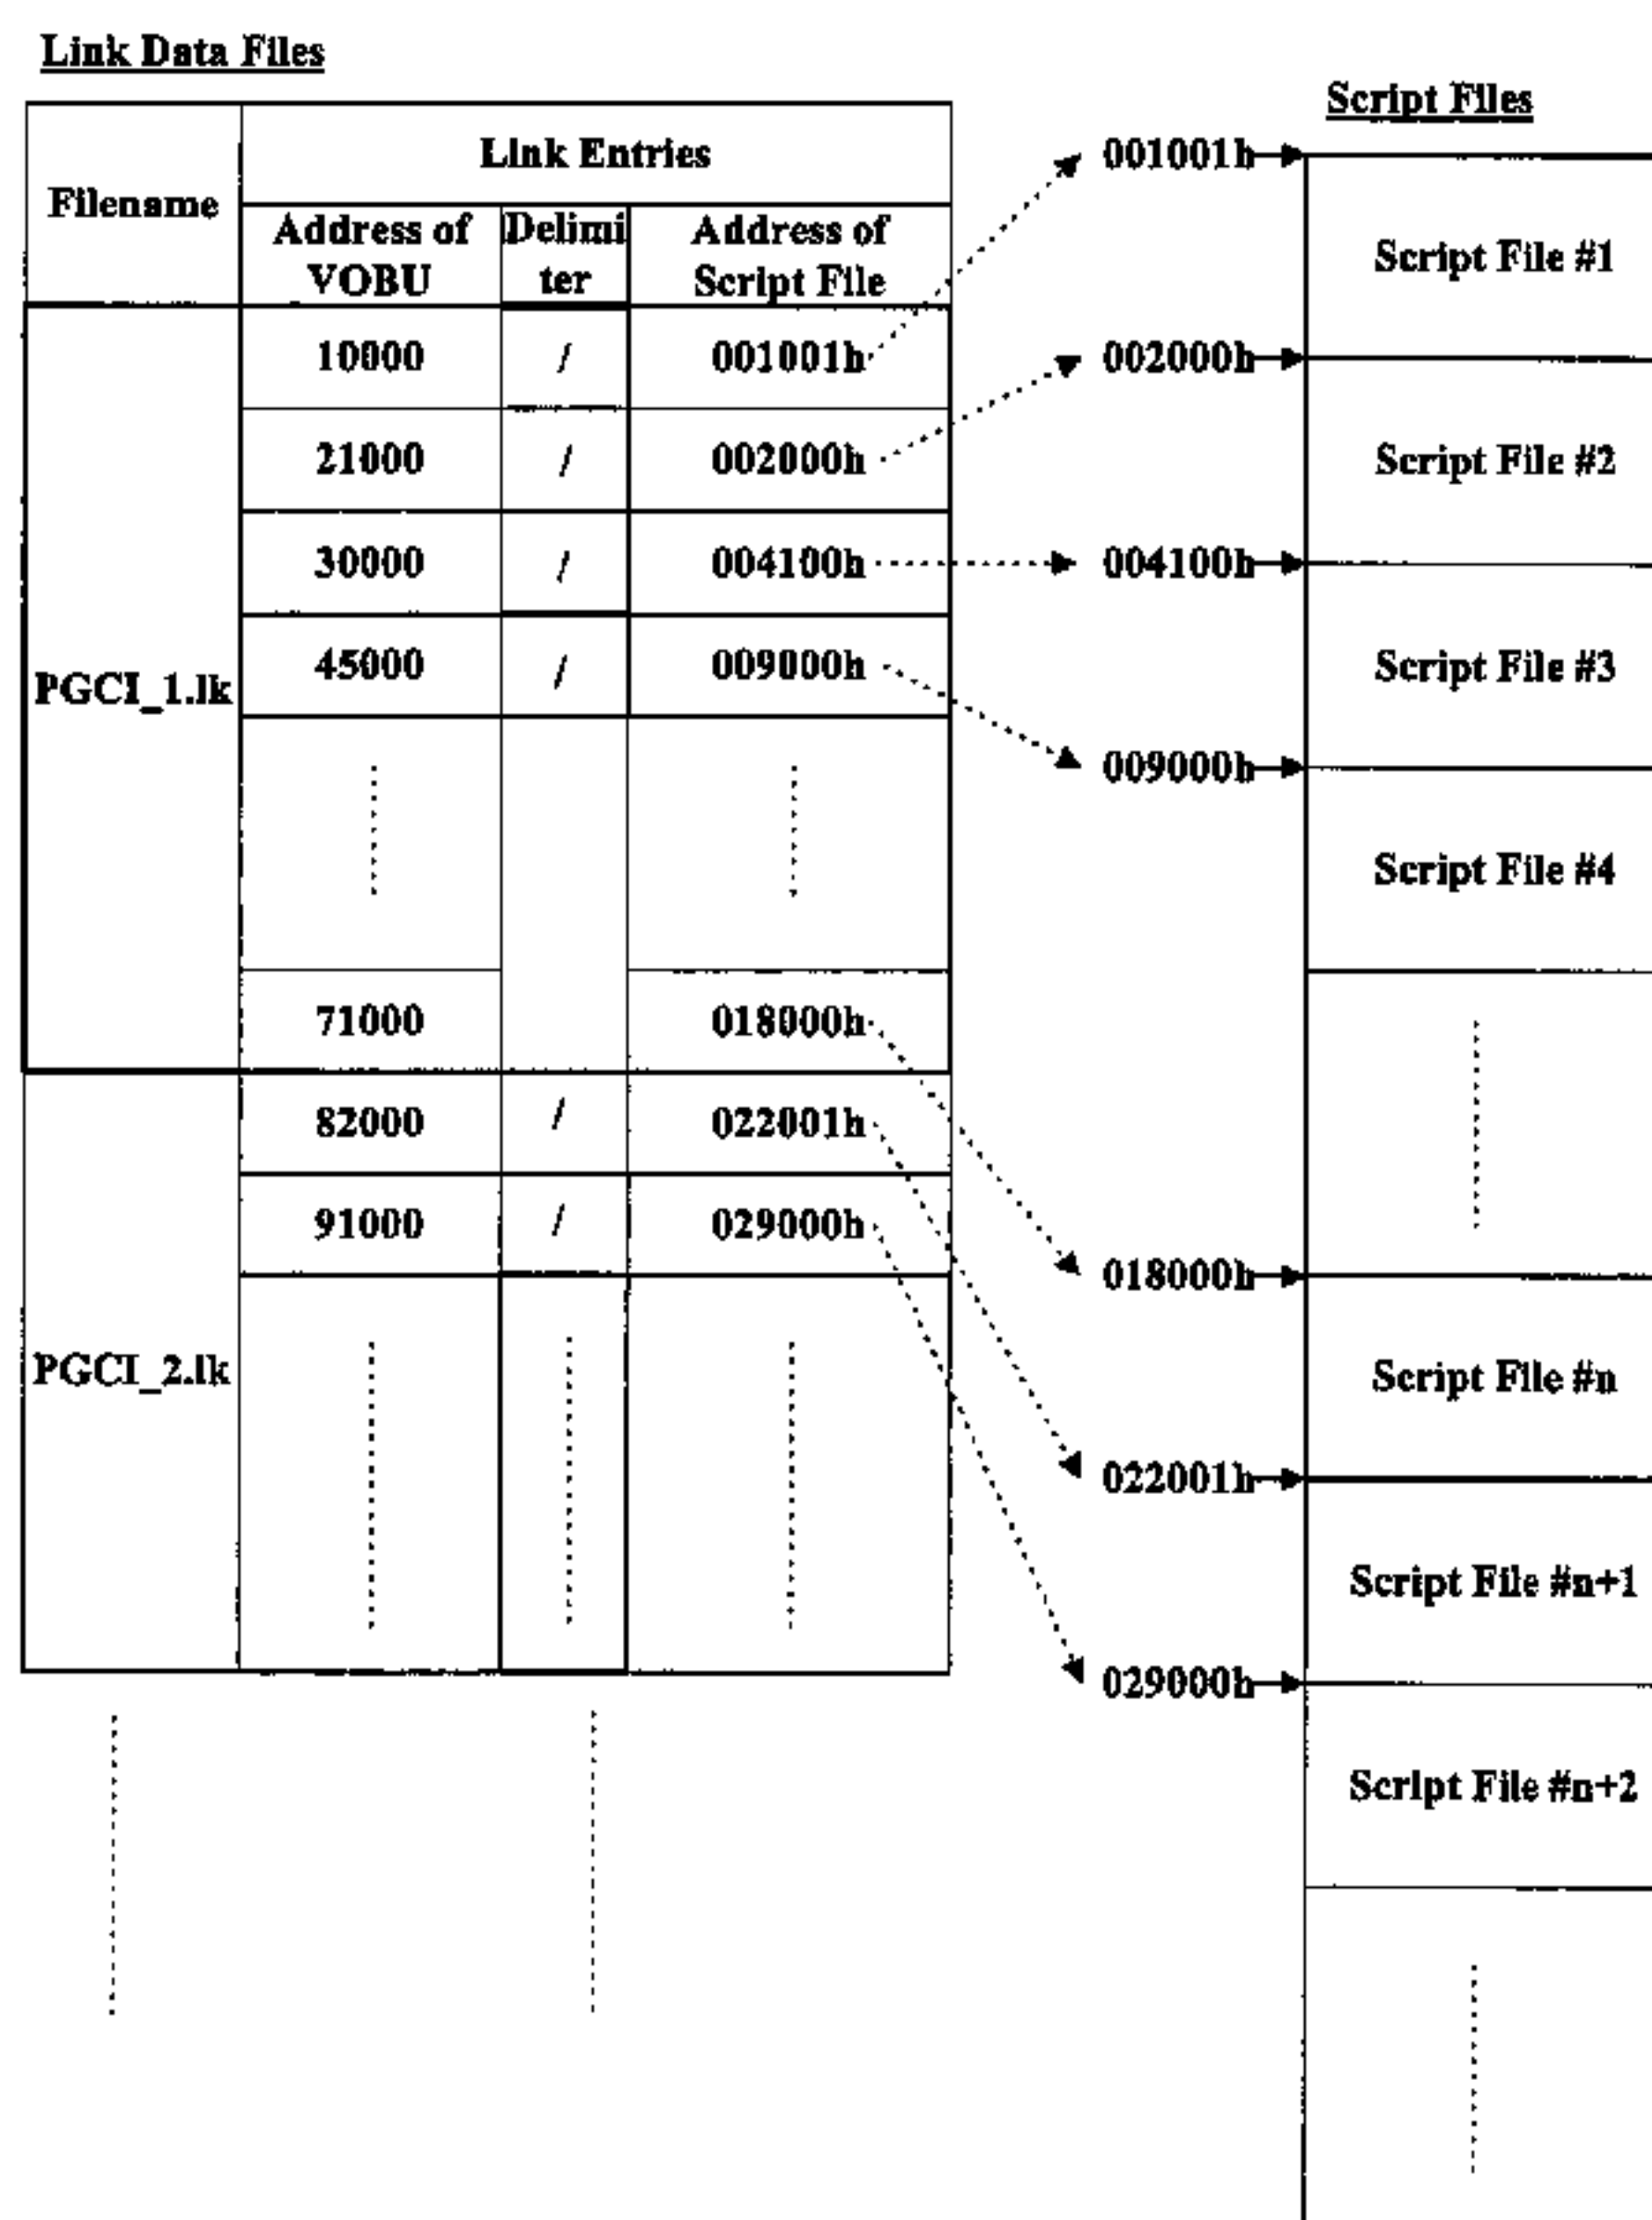 Link Data Files
Filename
Link Entries
Address of
VOBU
Delimi
ter
Address of
Script File
PGCI_1.lk
10000 / 001001h
21000 / 002000h
30000 / 004100h
45000 / 009000h
71000 018000h
PGCI_2.lk
82000 / 022001h
91000 / 029000h
Script Files
001001h
Script File #1
002000h
Script File #2
004100h
Script File #3
009000h
Script File #4
018000h
Script File #n
022001h
Script File #n+1
029000h
Script File #n+2